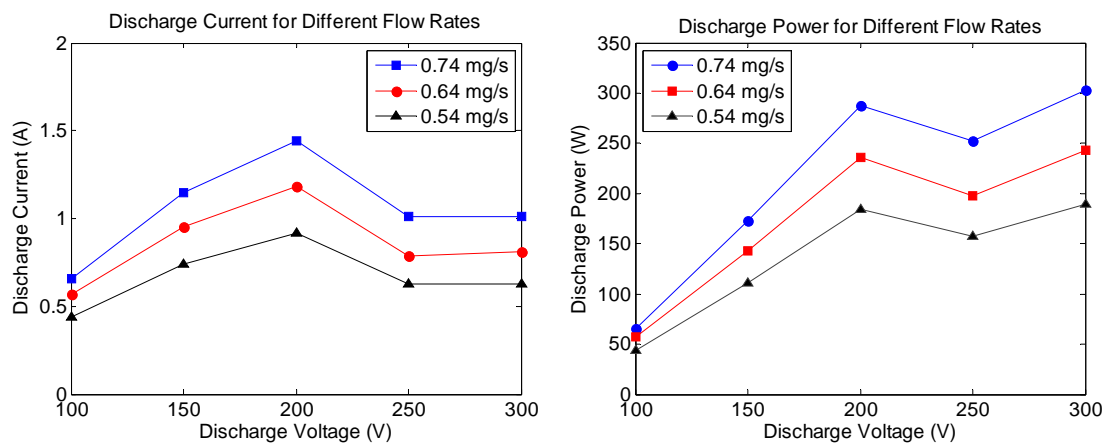 Discharge Current for Different Flow Rates
2
1.5
1
0.5
0
Discharge Current (A)
0.74 mg/s
0.64 mg/s
0.54 mg/s
100 150 200 250 300
Discharge Voltage (V)
Discharge Power for Different Flow Rates
350
300
250
200
150
100
50
0
Discharge Power (W)
0.74 mg/s
0.64 mg/s
0.54 mg/s
100 150 200 250 300
Discharge Voltage (V)